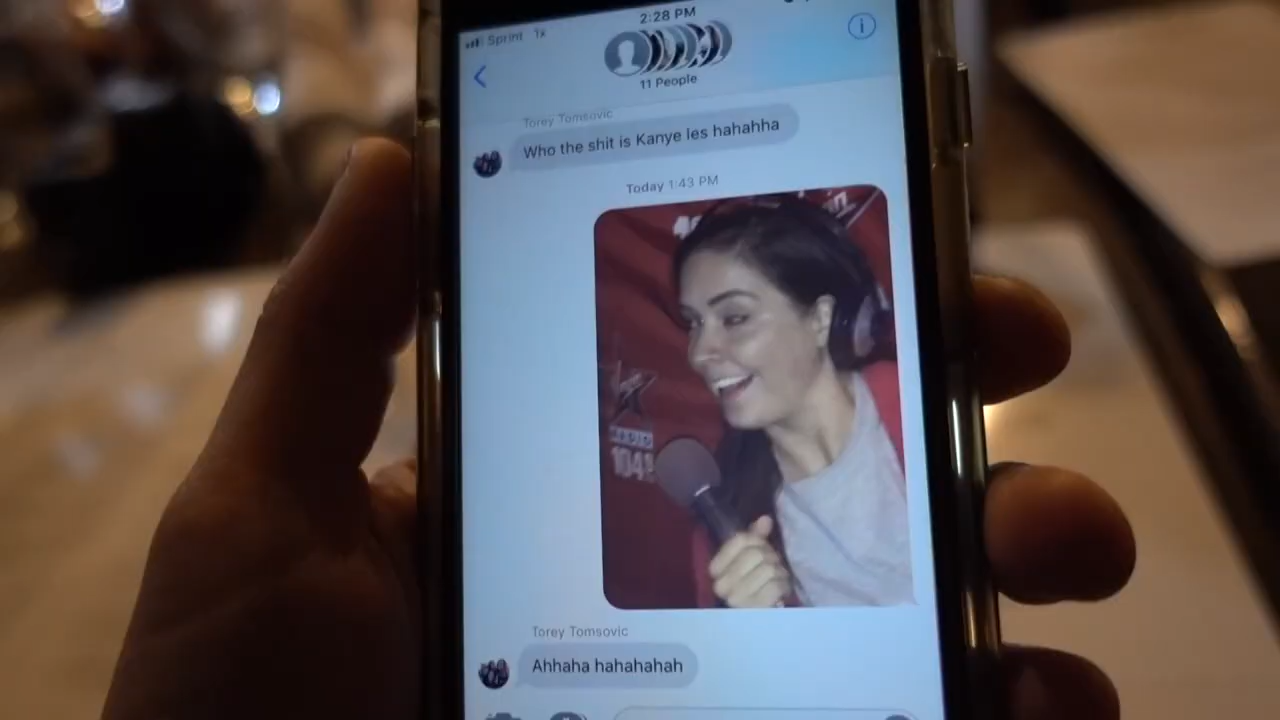 2:28 PM
Sprint 1x
11 People
Torey Tomsovic
Who the shit is Kanye les hahahha
Today 1:43 PM
RADIO
104
Torey Tomsovic
Ahhaha hahahahah